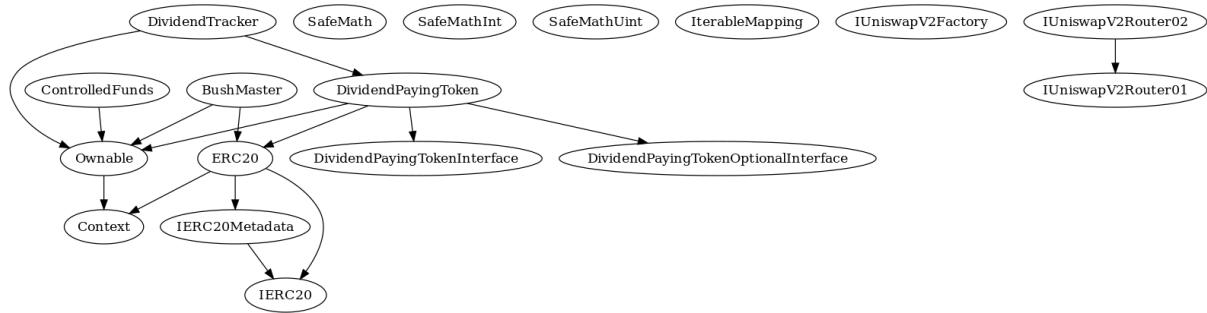 DividendTracker
SafeMath
SafeMathInt
SafeMathUint
IterableMapping
IUniswapV2Factory
IUniswapV2Router02
ControlledFunds
BushMaster
DividendPayingToken
IUniswapV2Router01
Ownable
ERC20
DividendPayingTokenInterface
DividendPayingTokenOptionalInterface
Context
IERC20Metadata
IERC20